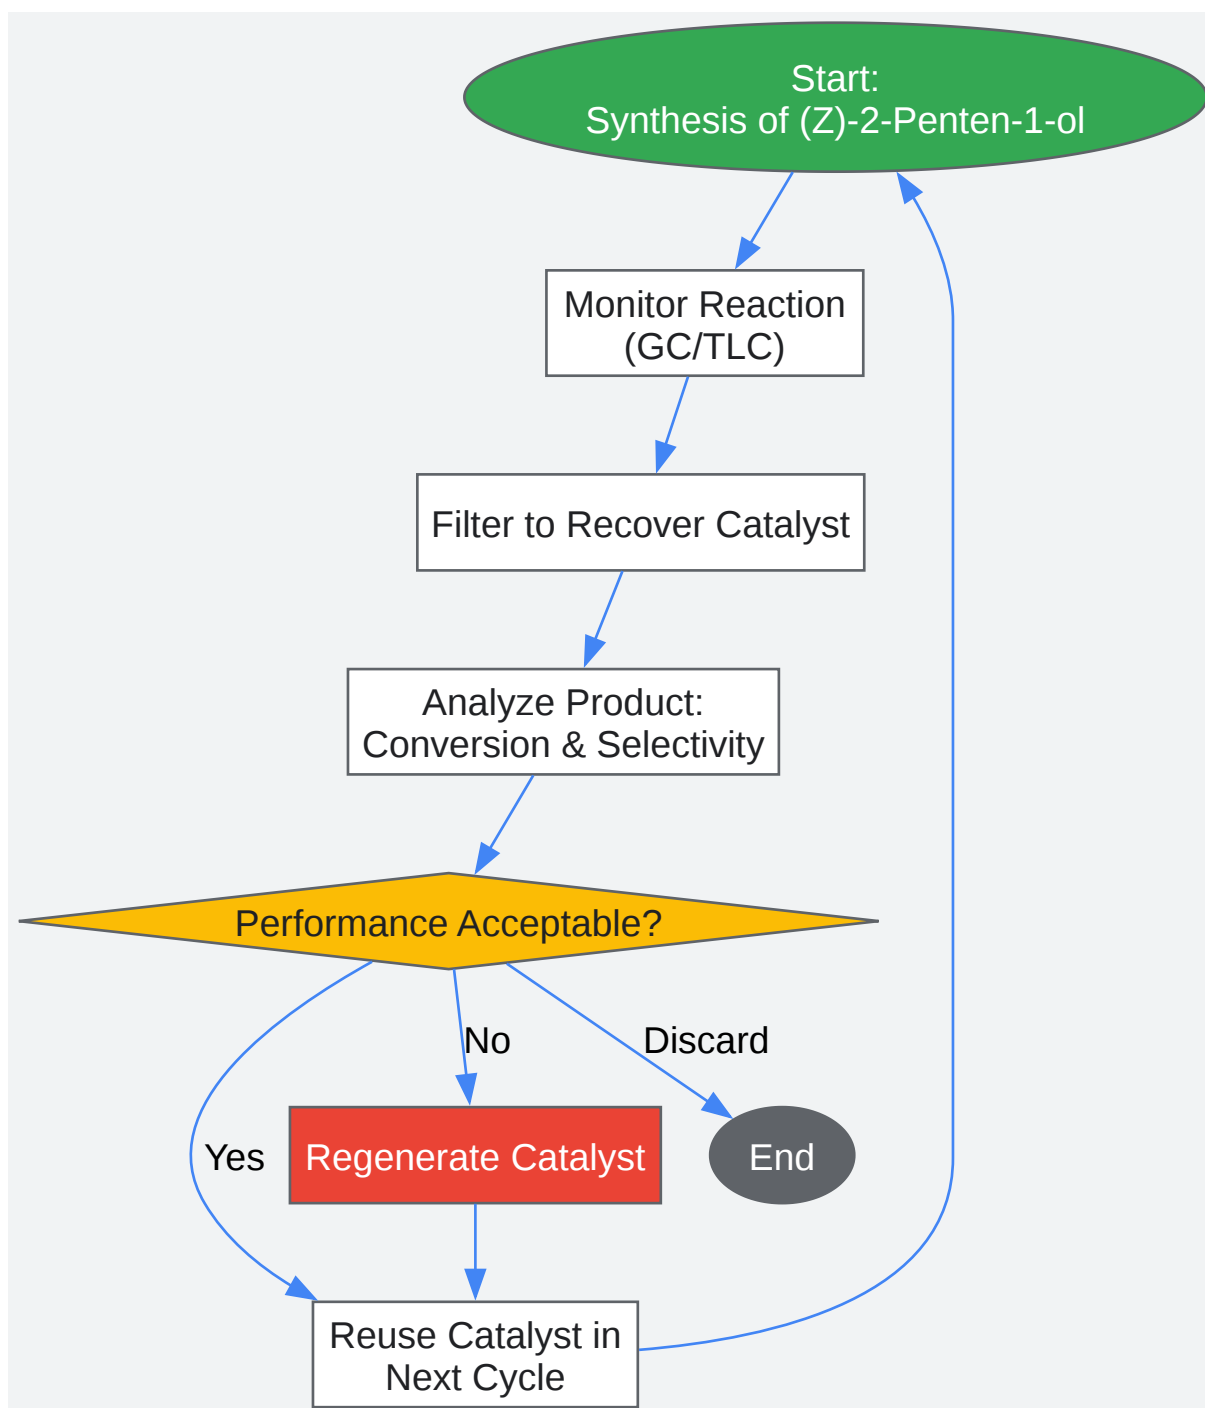 Start:
Synthesis of (Z)-2-Penten-1-ol
Monitor Reaction
(GC/TLC)
Filter to Recover Catalyst
Analyze Product:
Conversion & Selectivity
Performance Acceptable?
No
Discard
Yes
Regenerate Catalyst
End
Reuse Catalyst in
Next Cycle